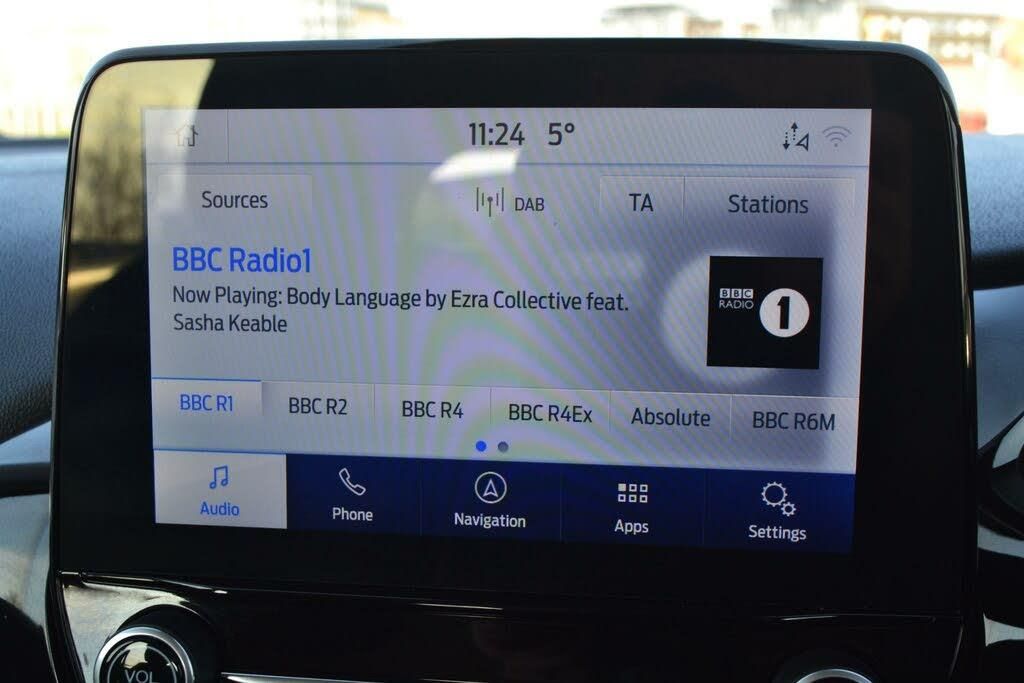 11:24 5°
Sources
DAB
TA
Stations
BBC Radio1
Now Playing: Body Language by Ezra Collective feat.
Sasha Keable
BBC
RADIO
1
BBC R1
BBC R2
BBC R4
BBC R4Ex
Absolute
BBC R6M
Audio
Phone
Navigation
Apps
Settings
VOL